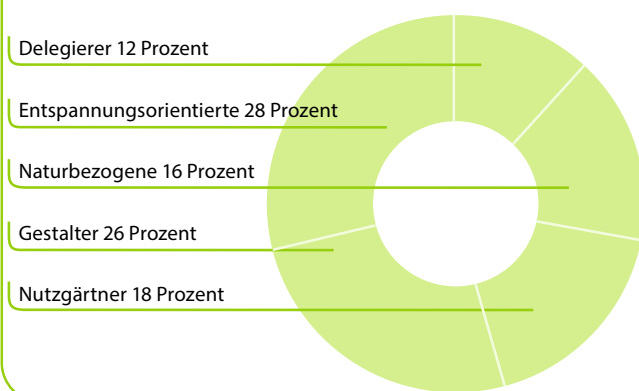 Delegierer 12 Prozent
Entspannungsorientierte 28 Prozent
Naturbezogene 16 Prozent
Gestalter 26 Prozent
Nutzgärtner 18 Prozent